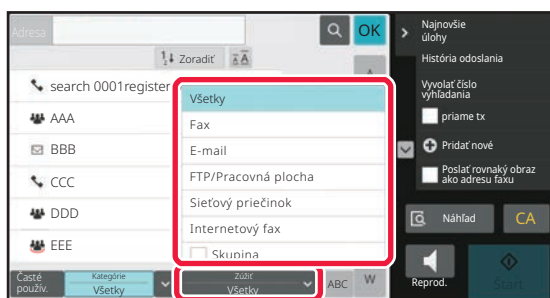 Adresa
OK
Zoradiť
search 0001register
AAA
BBB
CCC
DDD
EEE
Všetky
Fax
E-mail
FTP/Pracovná plocha
Sieťový priečinok
Internetový fax
Skupina
Časté
použív.
Kategórie
Všetky
Zúžiť
Všetky
ABC
W
Najnovšie
úlohy
História odoslania
Vyvolať číslo
vyhľadania
priame tx
Pridať nové
Poslať rovnaký obraz
ako adresu faxu
Náhľad
CA
Reprod.
Start